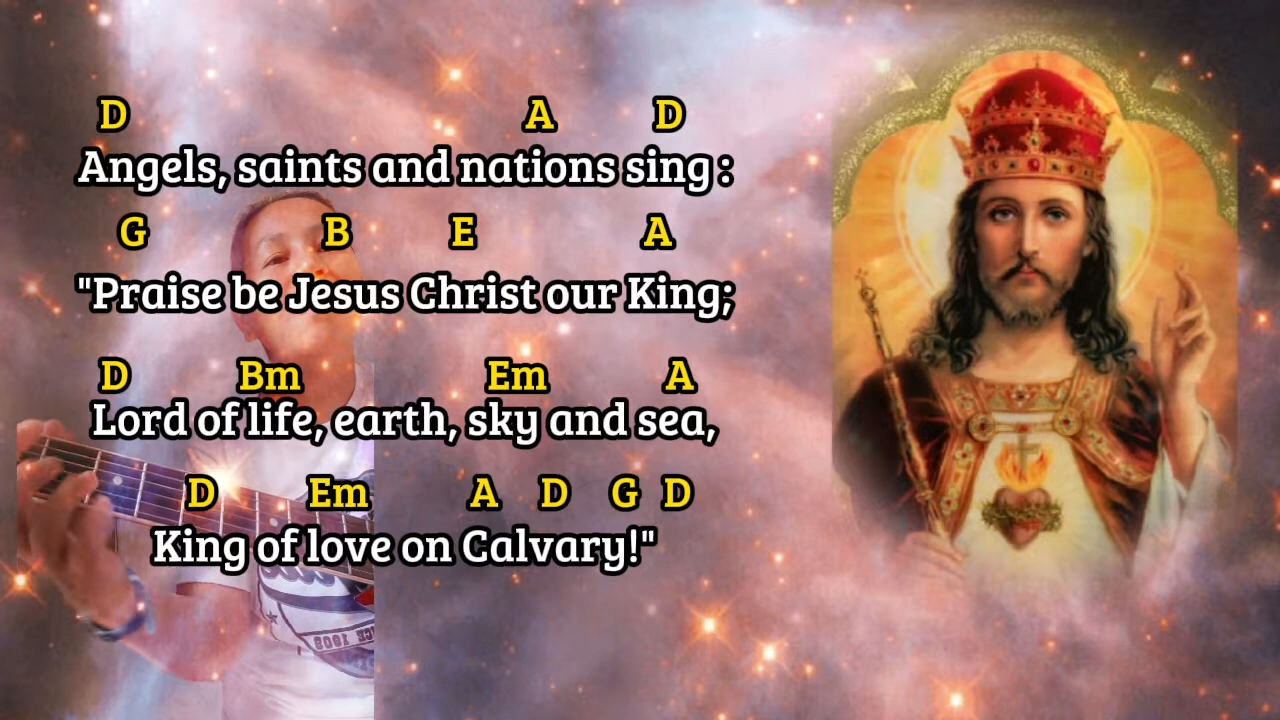 D A D
Angels, saints and nations sing :
G B E A
"Praise be Jesus Christ our King;
D Bm Em A
Lord of life, earth, sky and sea,
D Em A D G D
King of love on Calvary!"